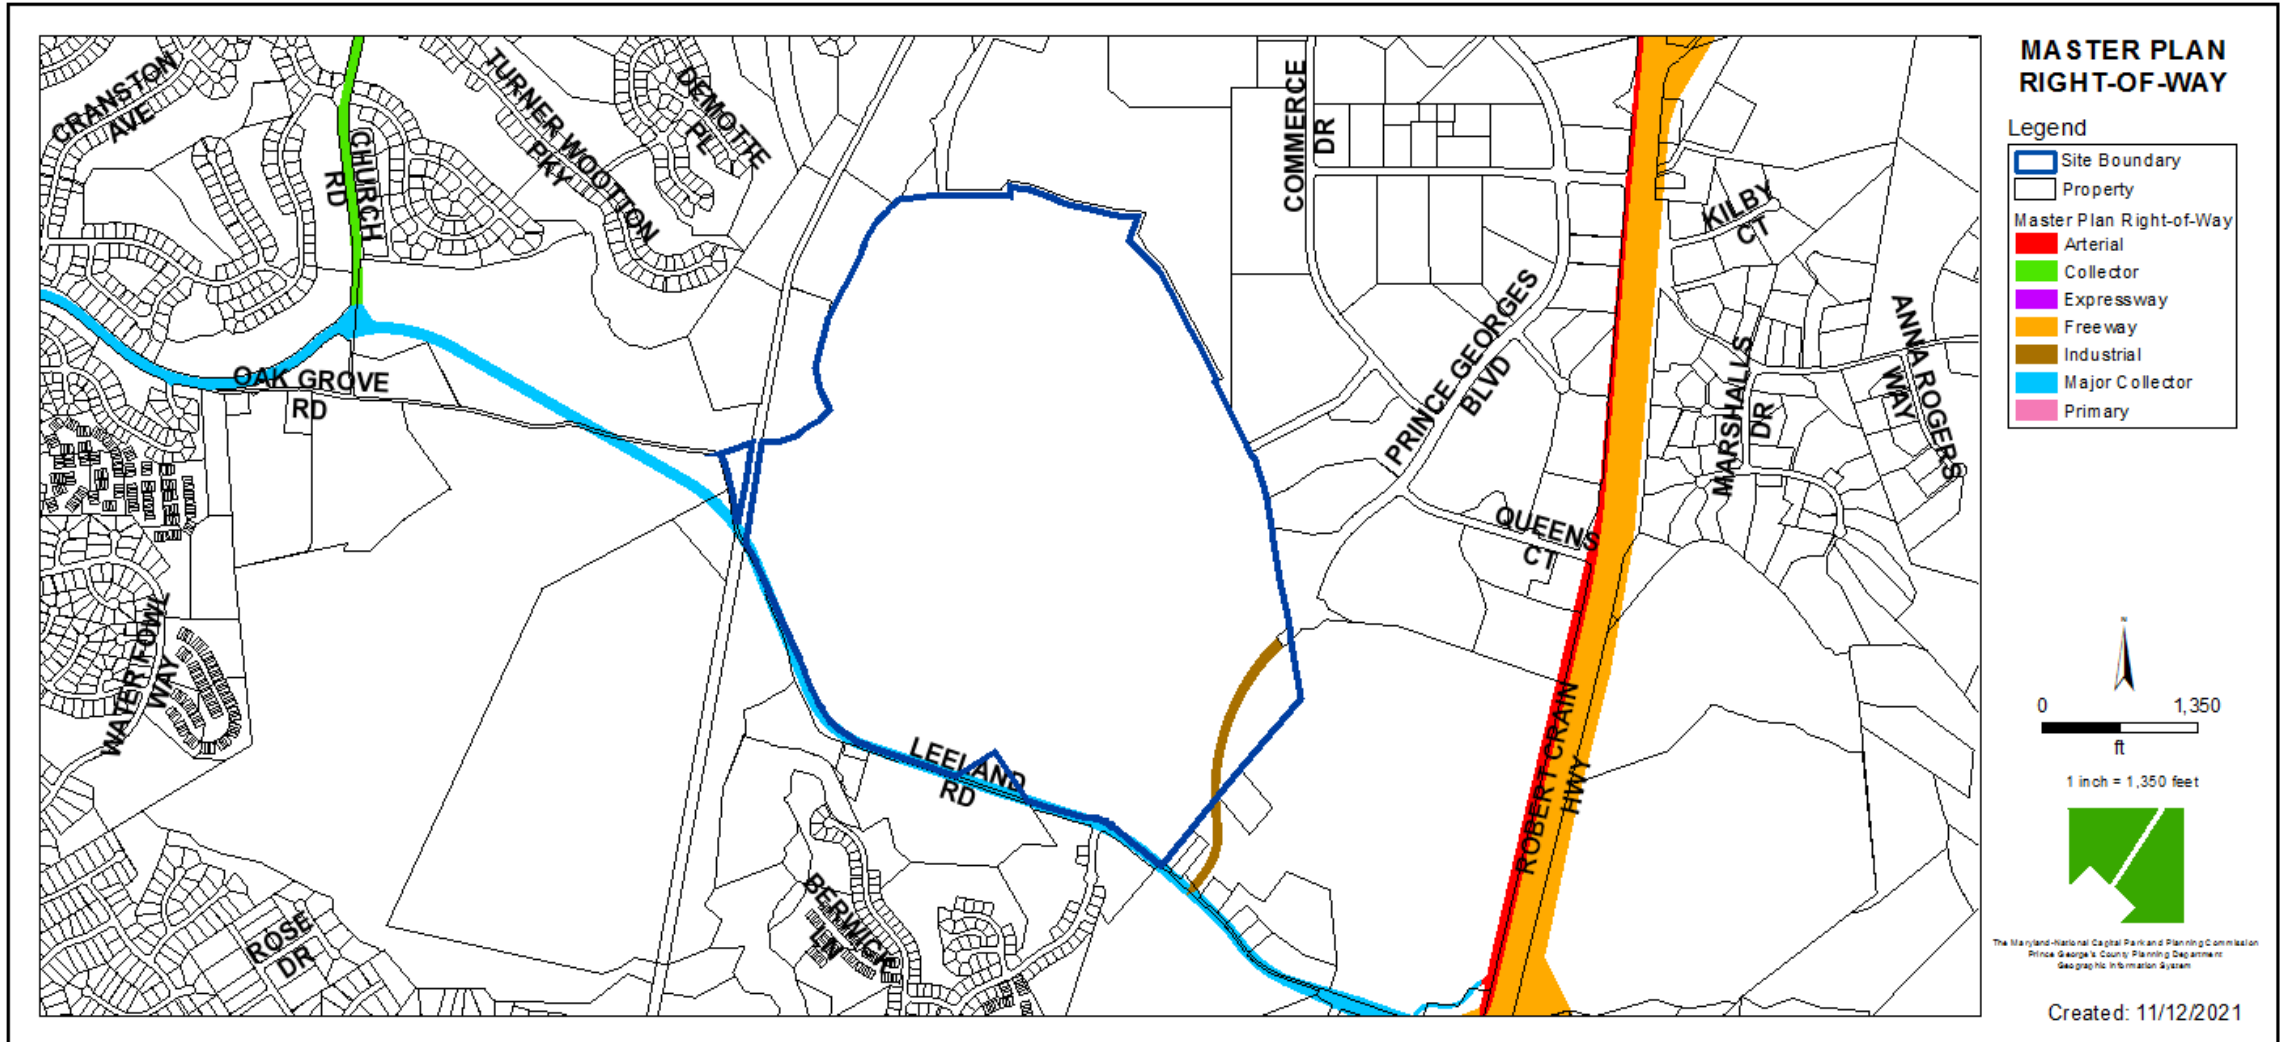 MASTER PLAN
RIGHT-OF-WAY
Legend
Site Boundary
Property
Master Plan Right-of-Way
Arterial
Collector
Expressway
Freeway
Industrial
Major Collector
Primary
N
0 1,350
ft
1 inch = 1,350 feet
The Maryland-National Capital Park and Planning Commission
Prince George's County Planning Department
Geographic Information System
Created: 11/12/2021
CRANSTON
AVE
CHURCH
RD
TURNER WOOTTON
PKY
DEMOTTE
PL
COMMERCE
DR
KILBY
CT
PRINCE GEORGES
BLVD
MARSHALLS
DR
ANNA ROGERS
WAY
OAK GROVE
RD
QUEENS
CT
WATER FOWL
WAY
LEELAND
RD
ROBERT CRAIN
HWY
BERWICK
LN
ROSE
DR